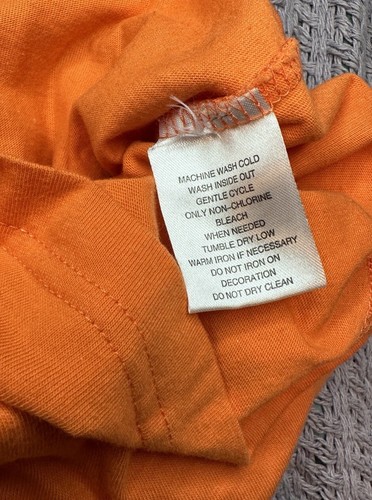 MACHINE WASH COLD
WASH INSIDE OUT
GENTLE CYCLE
ONLY NON-CHLORINE
BLEACH
WHEN NEEDED
TUMBLE DRY LOW
WARM IRON IF NECESSARY
DO NOT IRON ON
DECORATION
DO NOT DRY CLEAN